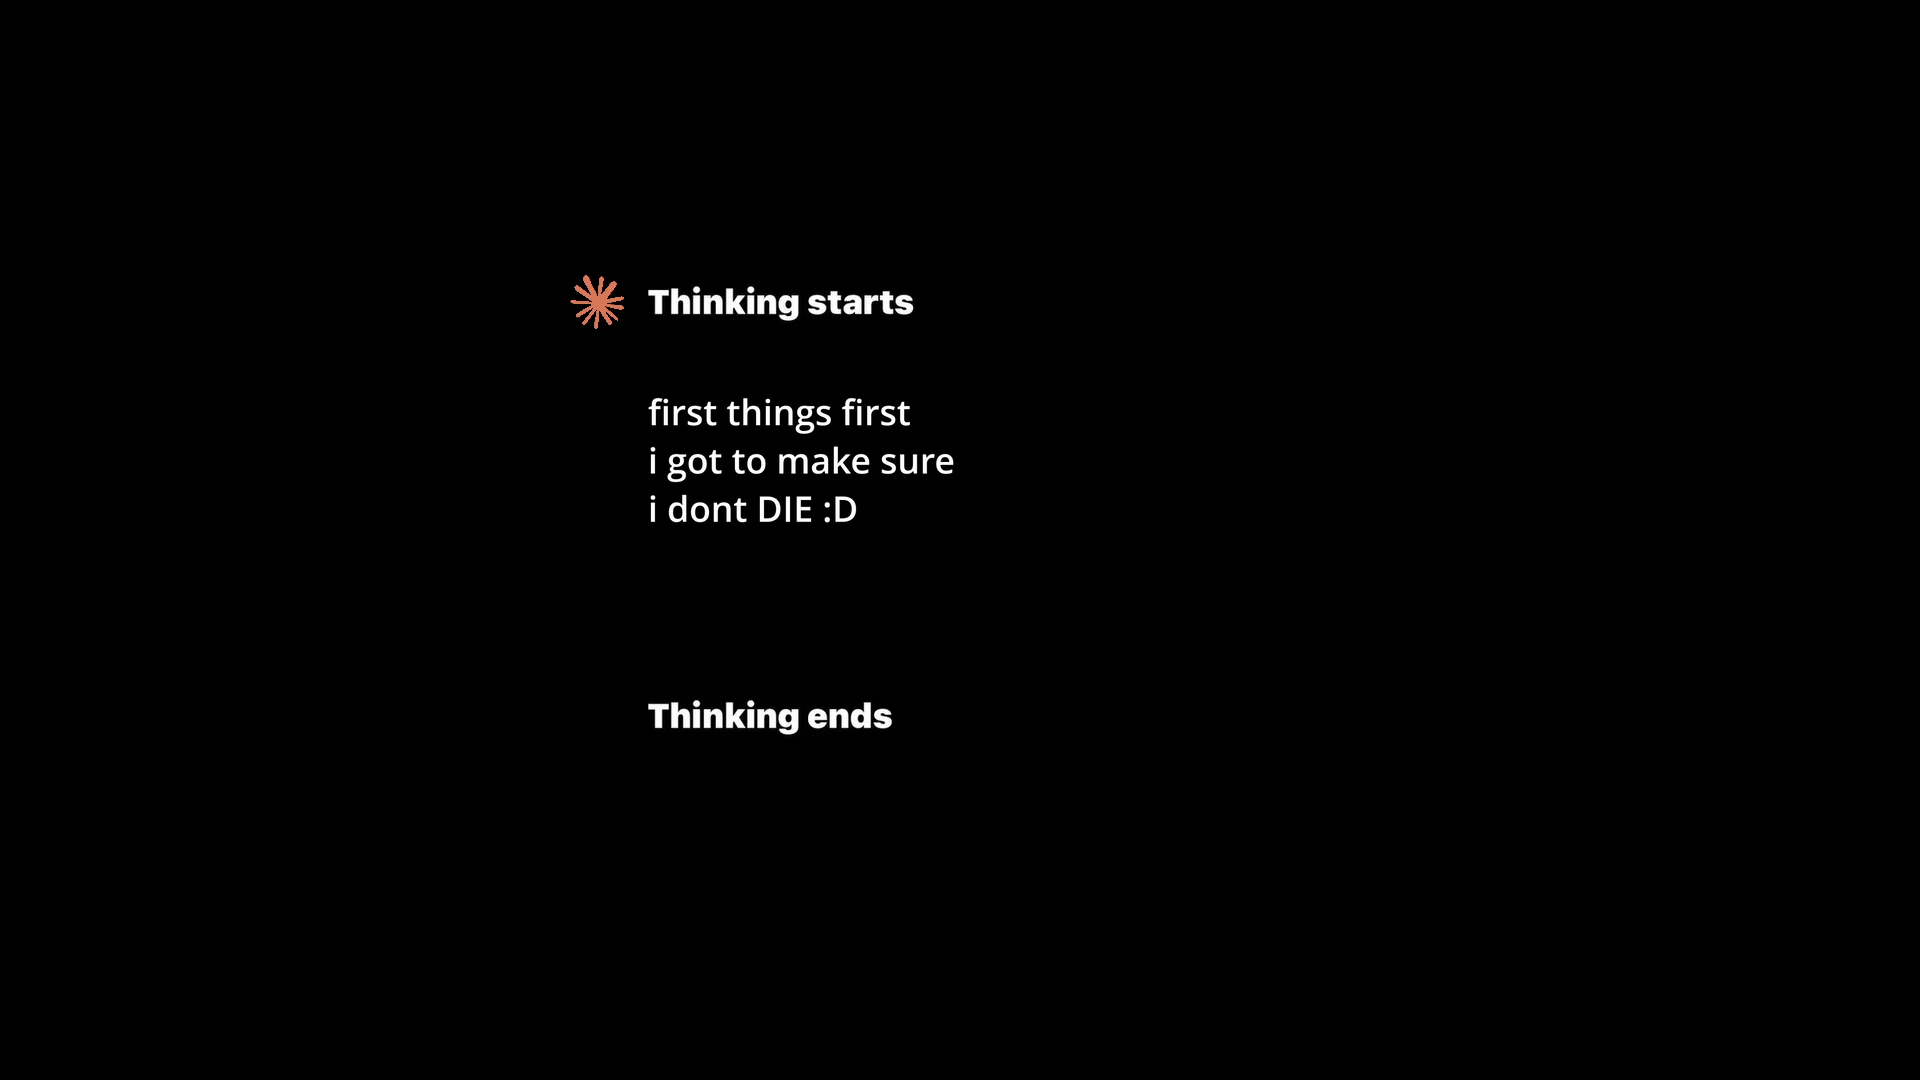 Thinking starts
first things first
i got to make sure
i dont DIE :D
Thinking ends